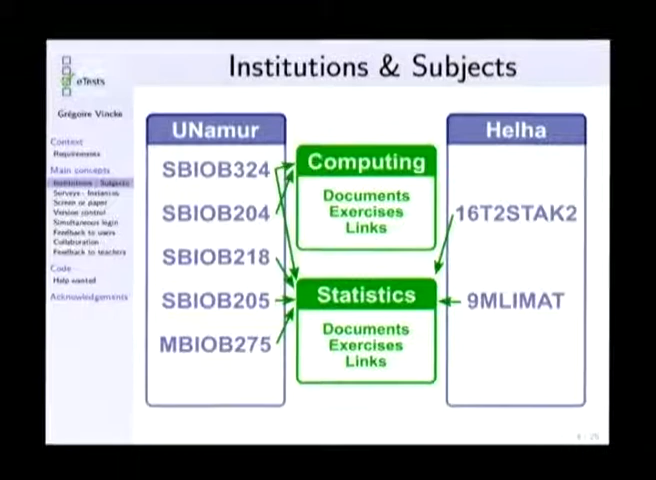 Institutions & Subjects
eTests
Grégoire Vincke
Context
Requirements
Main concepts
Institutions - Subjects
Surveys - Instances
Screen or paper
Version control
Simultaneous login
Feedback to users
Collaboration
Feedback to teachers
Code
Help wanted
Acknowledgements
UNamur
SBIOB324
SBIOB204
SBIOB218
SBIOB205
MBIOB275
Computing
Documents
Exercises
Links
Statistics
Documents
Exercises
Links
Helha
16T2STAK2
9MLIMAT